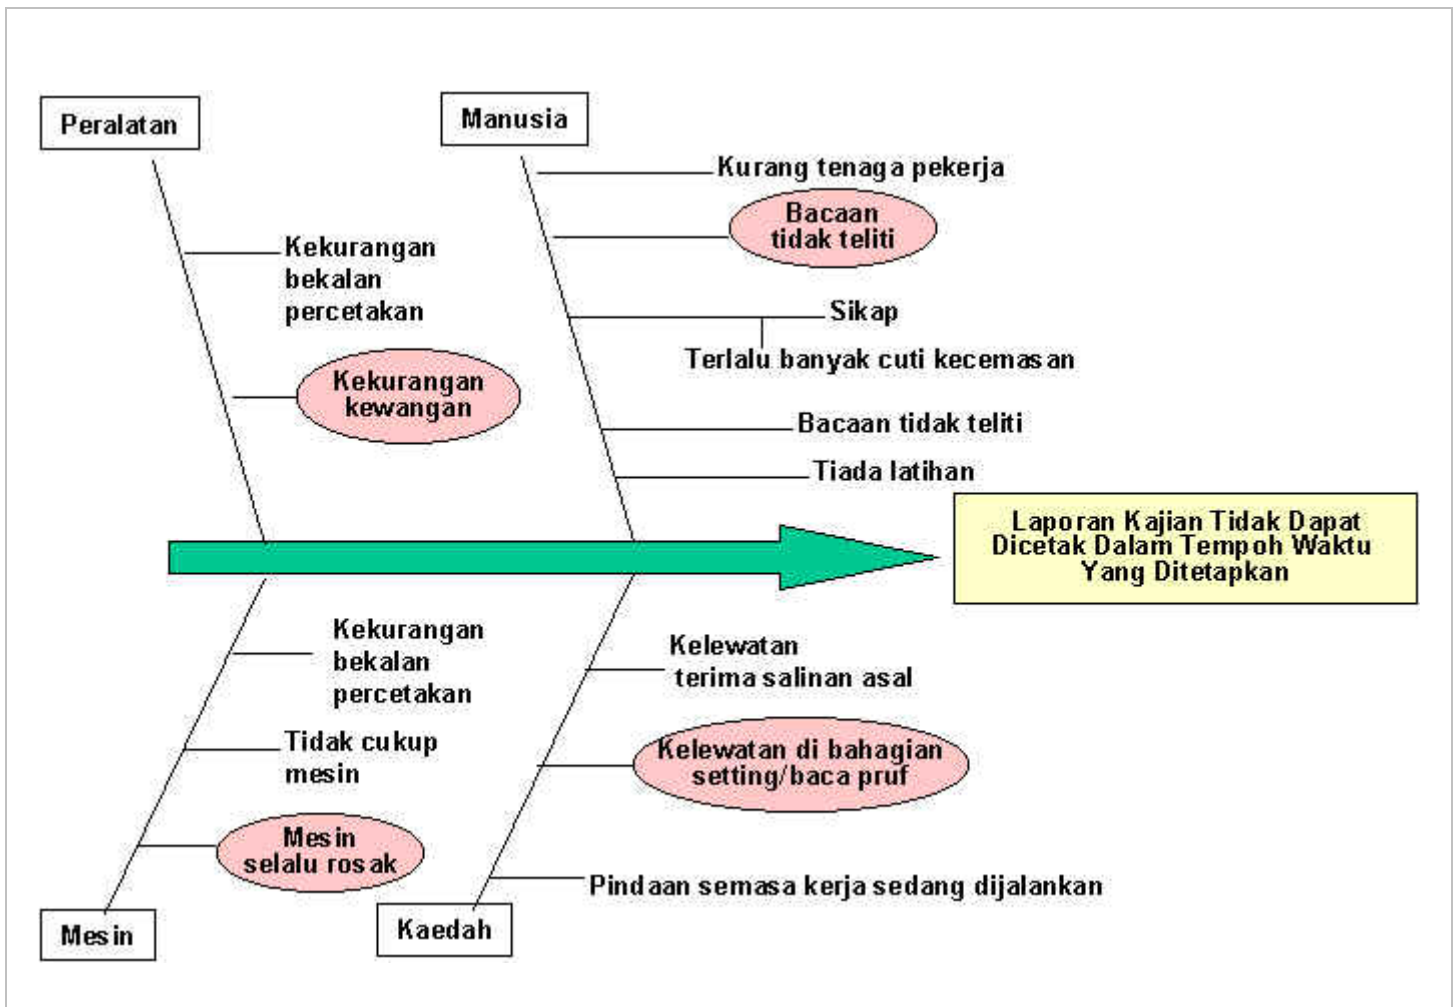 Peralatan
Manusia
Kurang tenaga pekerja
Bacaan
tidak teliti
Kekurangan
bekalan
percetakan
Sikap
Terlalu banyak cuti kecemasan
Kekurangan
kewangan
Bacaan tidak teliti
Tiada latihan
Laporan Kajian Tidak Dapat
Dicetak Dalam Tempoh Waktu
Yang Ditetapkan
Kekurangan
bekalan
percetakan
Kelewatan
terima salinan asal
Tidak cukup
mesin
Kelewatan di bahagian
setting/baca pruf
Mesin
selalu rosak
Pindaan semasa kerja sedang dijalankan
Mesin
Kaedah